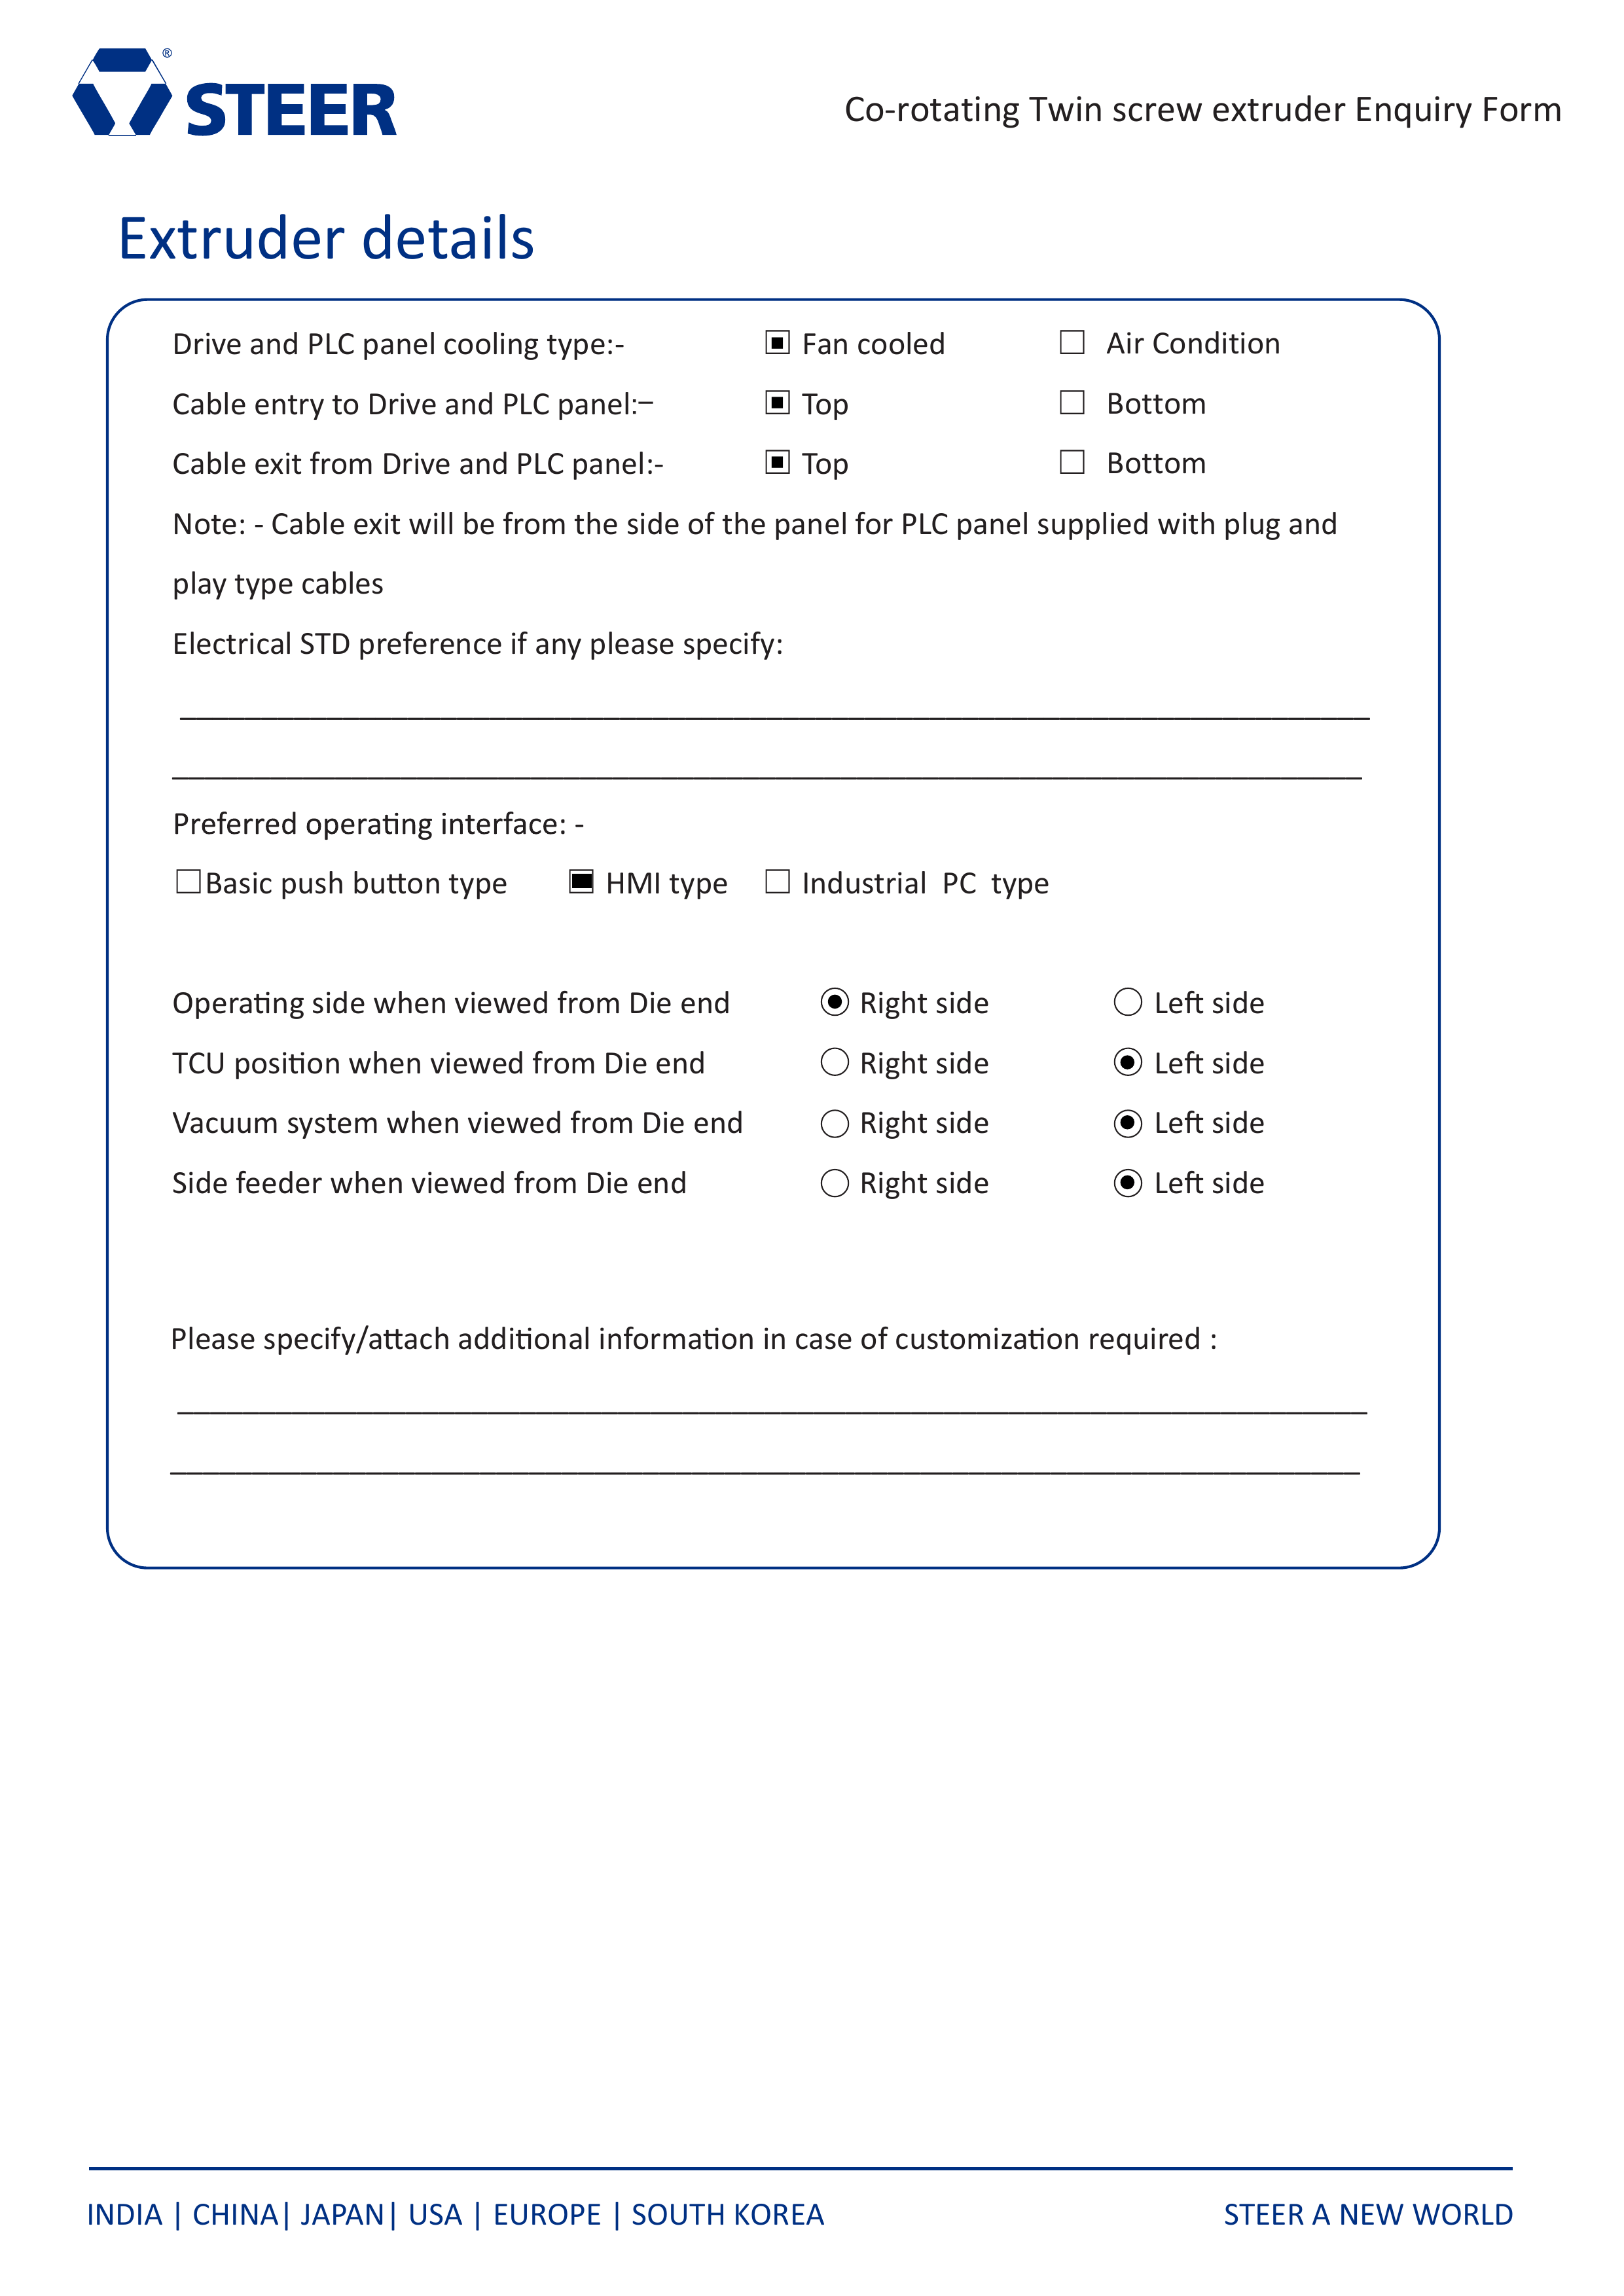 ® STEER
Co-rotating Twin screw extruder Enquiry Form
Extruder details
Drive and PLC panel cooling type:- Fan cooled Air Condition
Cable entry to Drive and PLC panel:– Top Bottom
Cable exit from Drive and PLC panel:- Top Bottom
Note: - Cable exit will be from the side of the panel for PLC panel supplied with plug and
play type cables
Electrical STD preference if any please specify:
Preferred operating interface: -
Basic push button type HMI type Industrial PC type
Operating side when viewed from Die end Right side Left side
TCU position when viewed from Die end Right side Left side
Vacuum system when viewed from Die end Right side Left side
Side feeder when viewed from Die end Right side Left side
Please specify/attach additional information in case of customization required :
INDIA | CHINA| JAPAN| USA | EUROPE | SOUTH KOREA STEER A NEW WORLD